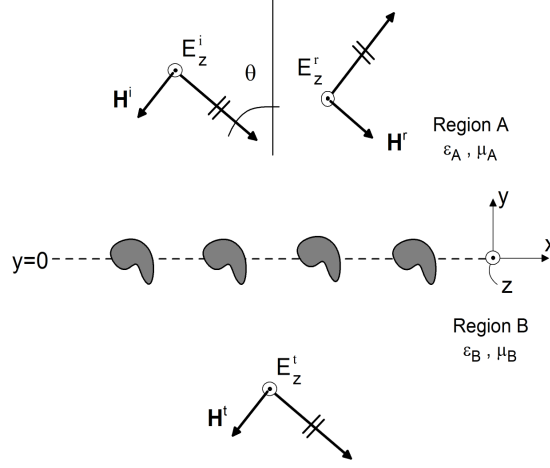 E_z^i
θ
E_z^r
H^i
H^r
Region A
ε_A , μ_A
y
y=0
x
z
Region B
ε_B , μ_B
E_z^t
H^t